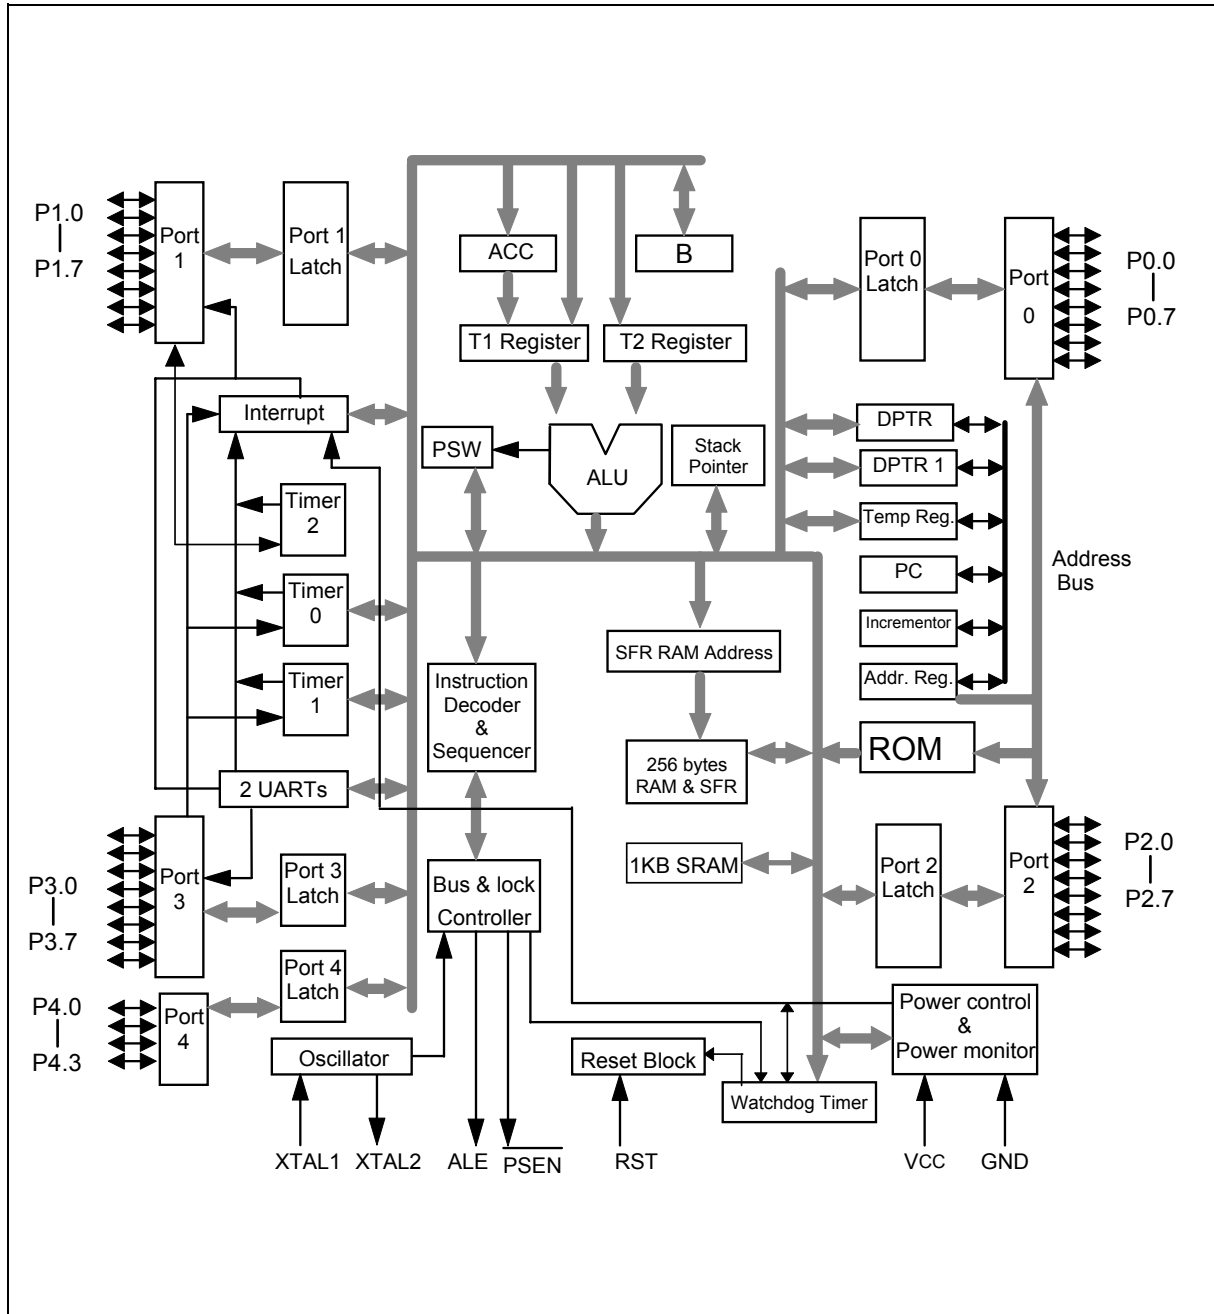 P1.0
P1.7
Port
1
Port 1
Latch
ACC
B
T1 Register
T2 Register
Port 0
Latch
Port
0
P0.0
P0.7
Interrupt
PSW
ALU
Stack
Pointer
DPTR
DPTR 1
Temp Reg.
PC
Incrementor
Addr. Reg.
Address
Bus
Timer
2
Timer
0
Timer
1
Instruction
Decoder
&
Sequencer
SFR RAM Address
256 bytes
RAM & SFR
ROM
2 UARTs
P3.0
P3.7
Port
3
Port 3
Latch
Bus & lock
Controller
1KB SRAM
Port 2
Latch
Port
2
P2.0
P2.7
P4.0
P4.3
Port
4
Port 4
Latch
Oscillator
Reset Block
Watchdog Timer
Power control
&
Power monitor
XTAL1
XTAL2
ALE
PSEN
RST
VCC
GND